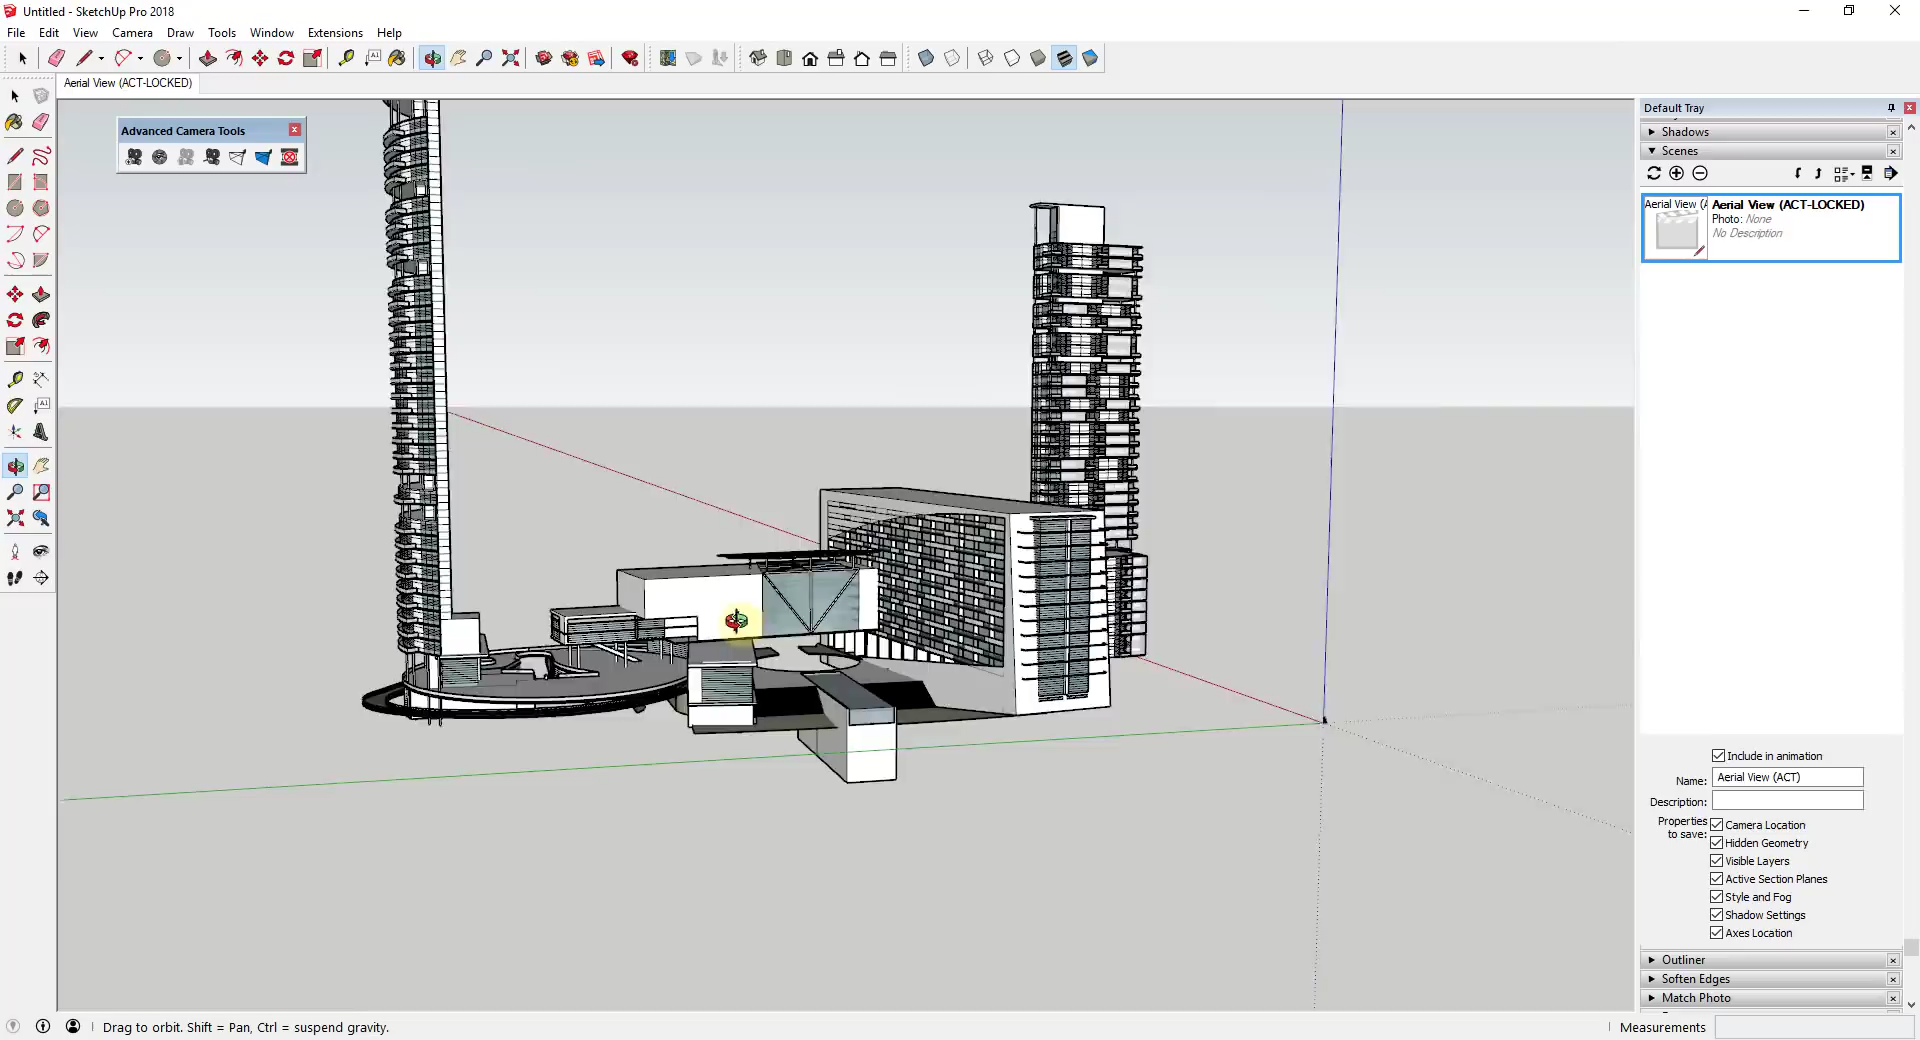 Untitled - SketchUp Pro 2018
File Edit View Camera Draw Tools Window Extensions Help
Aerial View (ACT-LOCKED)
Advanced Camera Tools
Default Tray
Shadows
Scenes
Aerial View (A
Aerial View (ACT-LOCKED)
Photo: None
No Description
Include in animation
Name: Aerial View (ACT)
Description:
Properties to save:
Camera Location
Hidden Geometry
Visible Layers
Active Section Planes
Style and Fog
Shadow Settings
Axes Location
Outliner
Soften Edges
Match Photo
Drag to orbit. Shift = Pan, Ctrl = suspend gravity.
Measurements